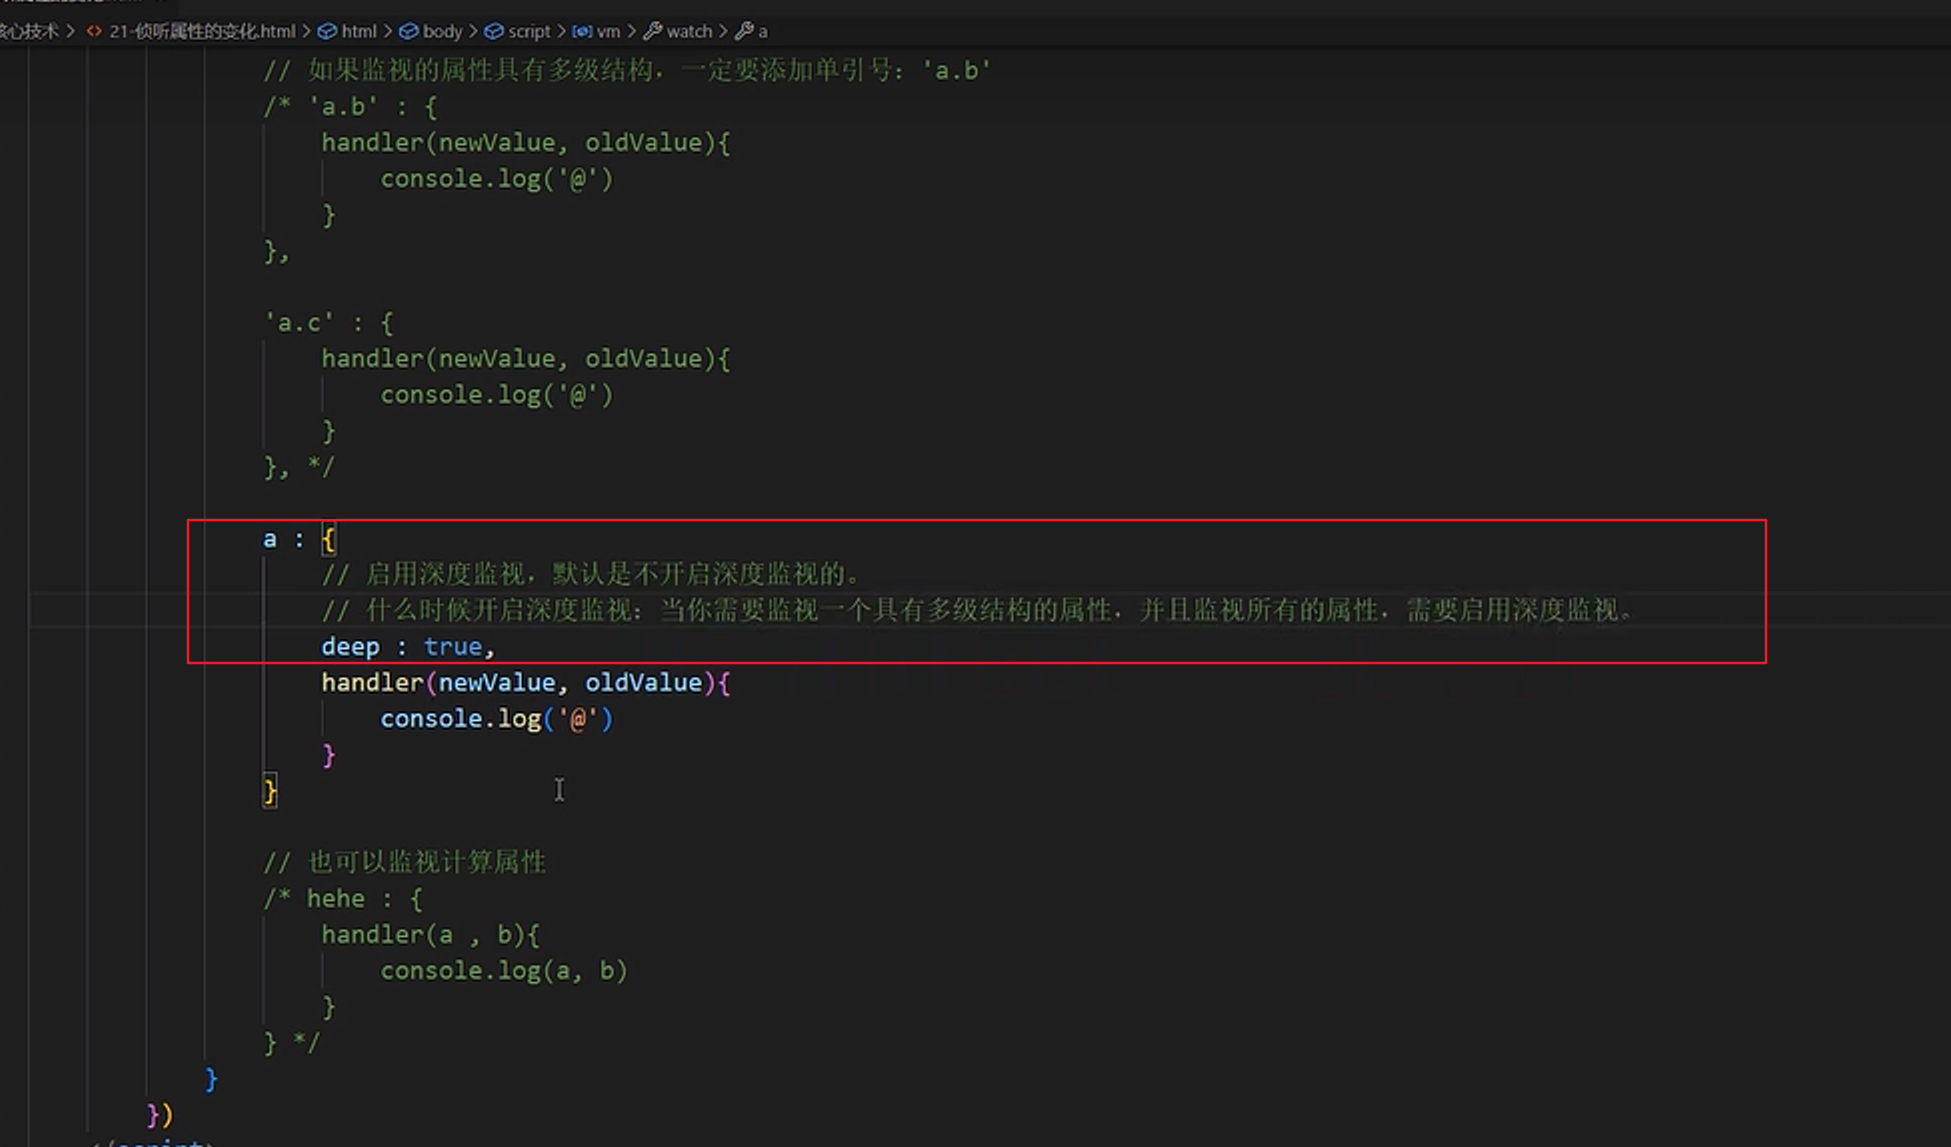 核心技术 > <> 21-侦听属性的变化.html > html > body > script > vm > watch > a
// 如果监视的属性具有多级结构，一定要添加单引号：'a.b'
/* 'a.b' : {
handler(newValue, oldValue){
console.log('@')
}
},
'a.c' : {
handler(newValue, oldValue){
console.log('@')
}
}, */
a : {
// 启用深度监视，默认是不开启深度监视的。
// 什么时候开启深度监视：当你需要监视一个具有多级结构的属性，并且监视所有的属性，需要启用深度监视。
deep : true,
handler(newValue, oldValue){
console.log('@')
}
}
// 也可以监视计算属性
/* hehe : {
handler(a , b){
console.log(a, b)
}
} */
}
})
</script>